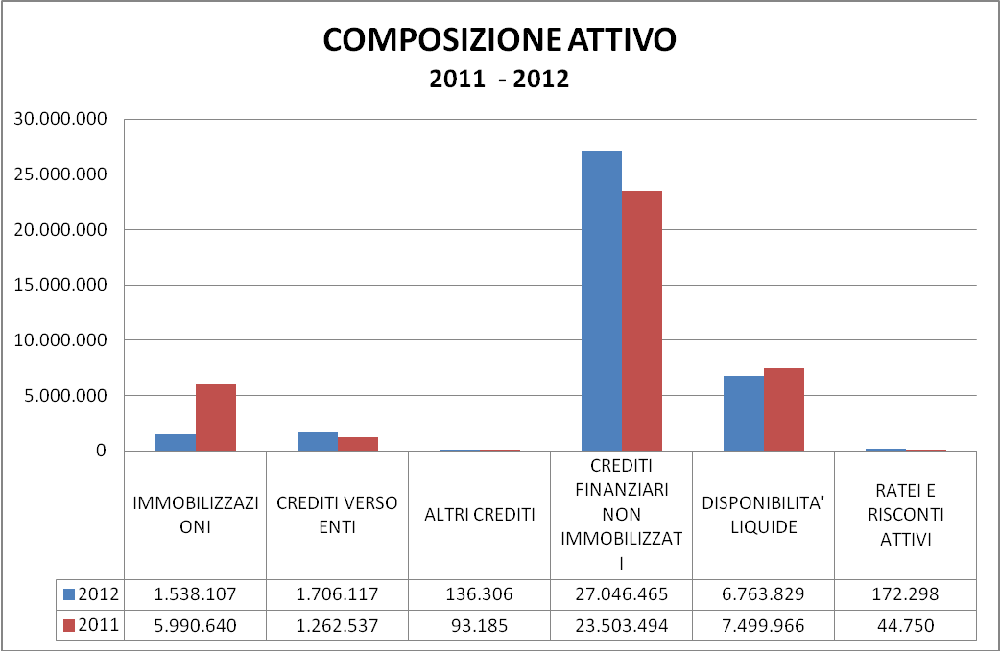 COMPOSIZIONE ATTIVO
2011 - 2012
30.000.000
25.000.000
20.000.000
15.000.000
10.000.000
5.000.000
0
IMMOBILIZZAZI
ONI
CREDITI VERSO
ENTI
ALTRI CREDITI
CREDITI
FINANZIARI
NON
IMMOBILIZZAT
I
DISPONIBILITA'
LIQUIDE
RATEI E
RISCONTI
ATTIVI
2012 1.538.107 1.706.117 136.306 27.046.465 6.763.829 172.298
2011 5.990.640 1.262.537 93.185 23.503.494 7.499.966 44.750